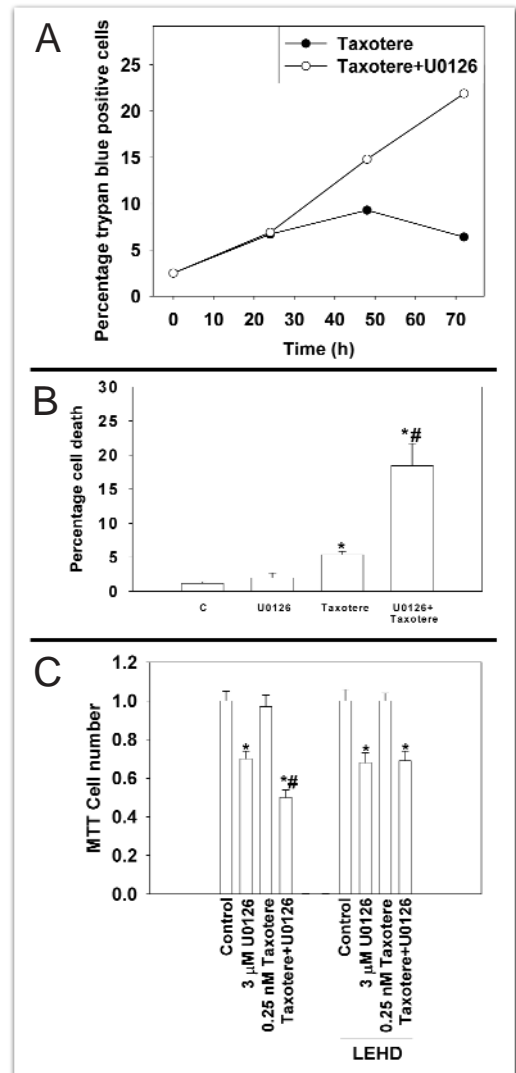 A
Taxotere
Taxotere+U0126
Percentage trypan blue positive cells
25
20
15
10
5
0
0 10 20 30 40 50 60 70
Time (h)
B
Percentage cell death
30
25
20
15
10
5
0
*
*#
C U0126 Taxotere U0126+
Taxotere
C
MTT Cell number
1.2
1.0
0.8
0.6
0.4
0.2
0.0
*
*#
*
*
Control
3 μM U0126
0.25 nM Taxotere
Taxotere+U0126
Control
3 μM U0126
0.25 nM Taxotere
Taxotere+U0126
LEHD